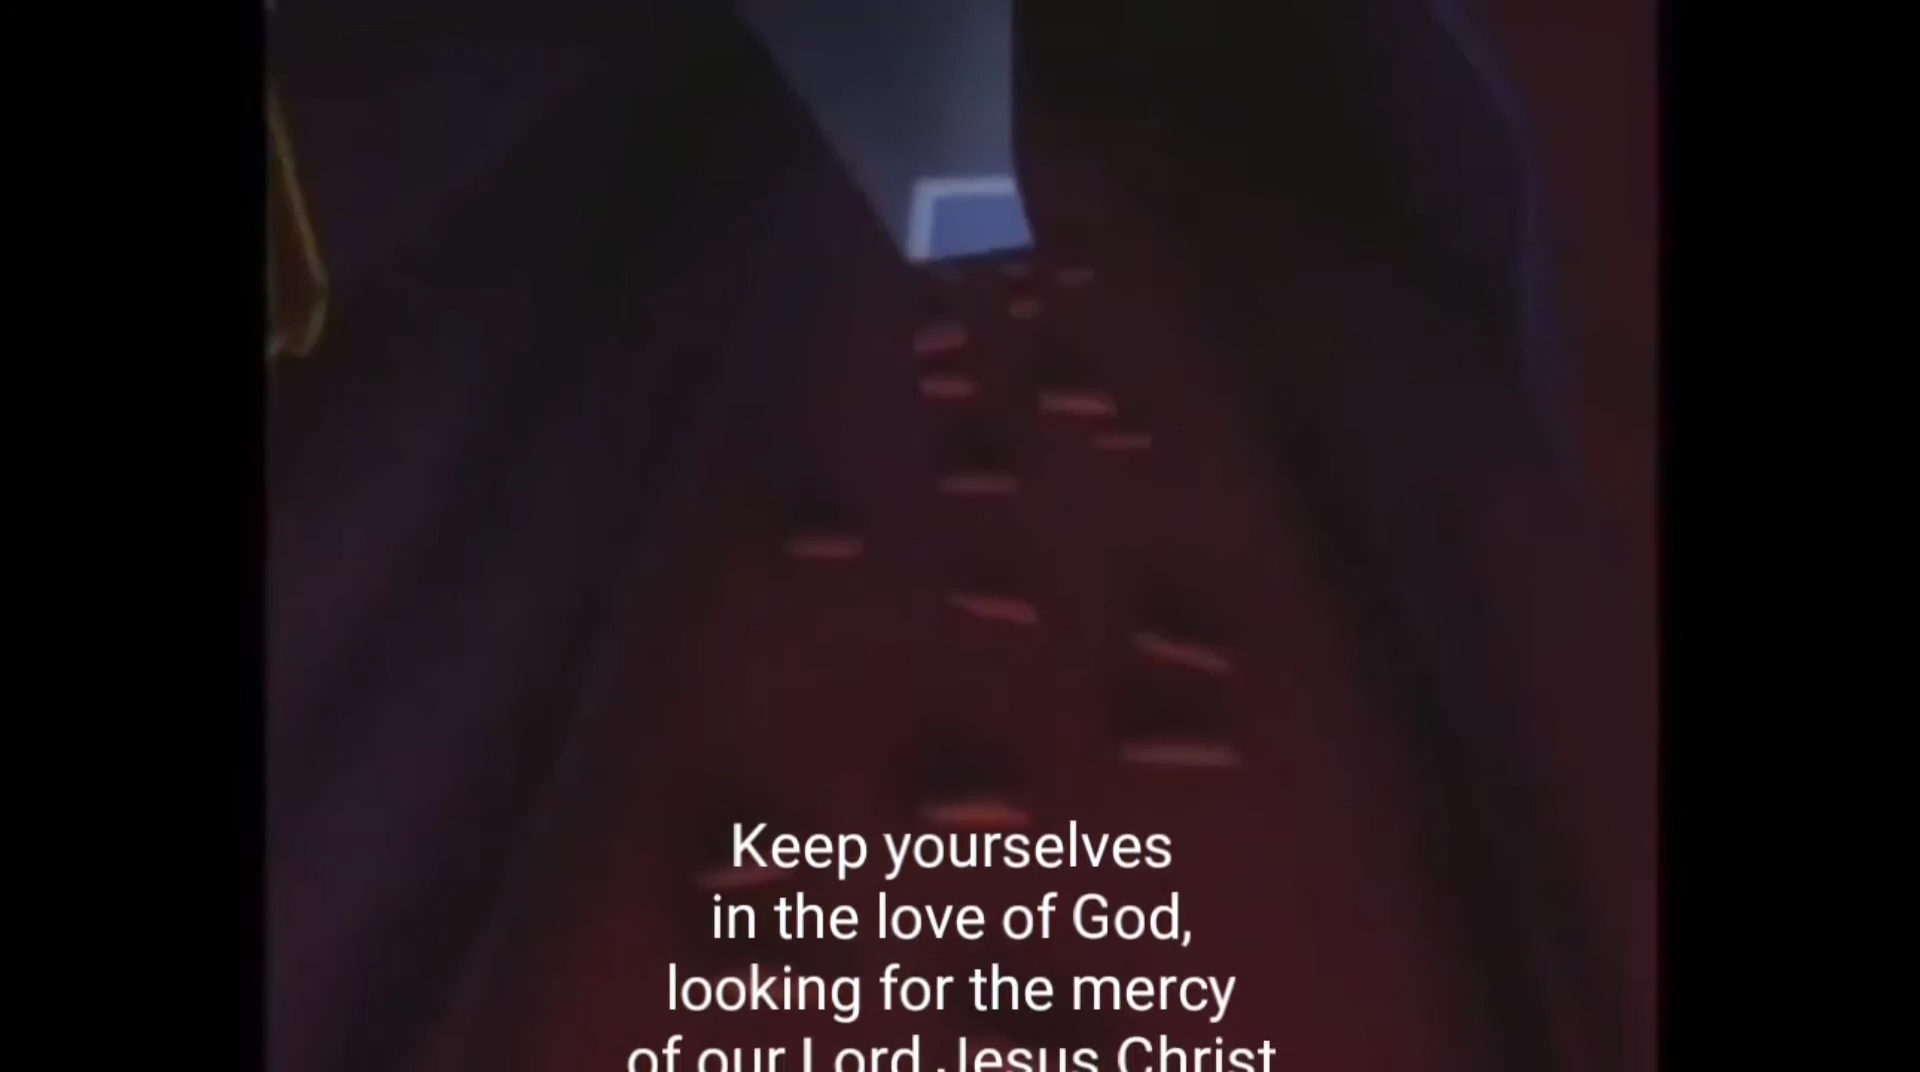 Keep yourselves
in the love of God,
looking for the mercy
of our Lord Jesus Christ